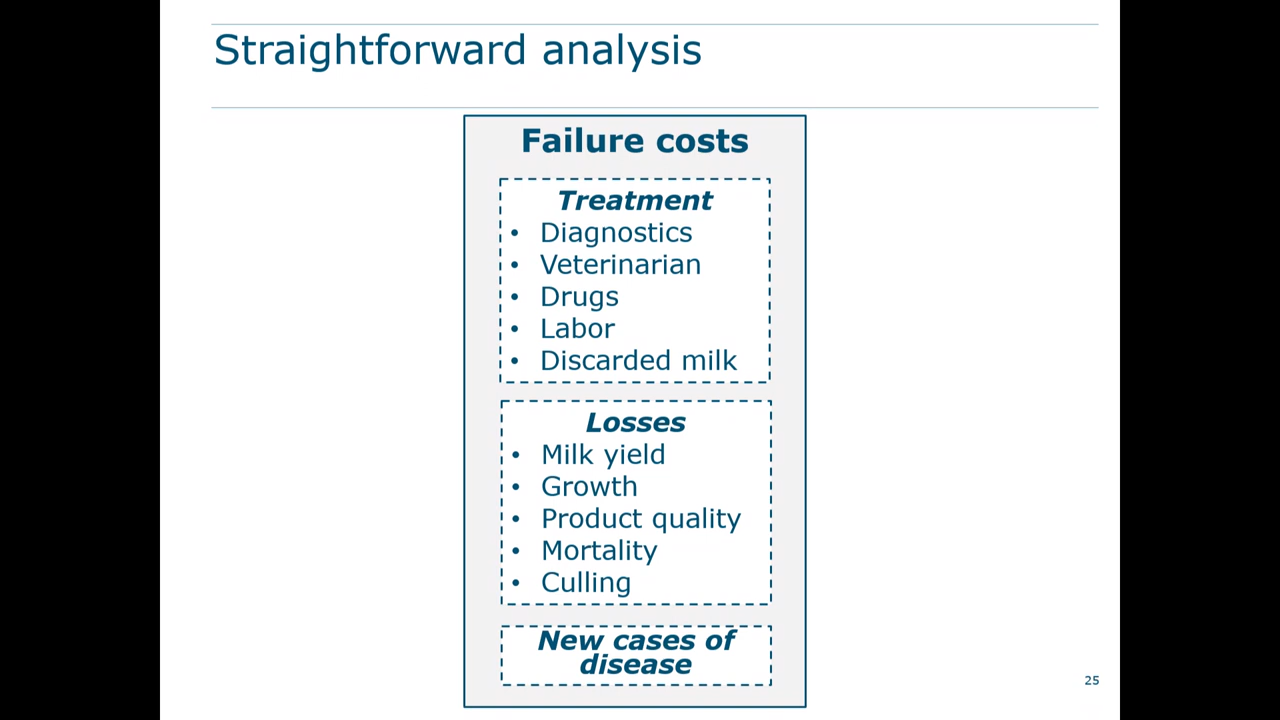 Straightforward analysis
Failure costs
Treatment
• Diagnostics
• Veterinarian
• Drugs
• Labor
• Discarded milk
Losses
• Milk yield
• Growth
• Product quality
• Mortality
• Culling
New cases of
disease
25